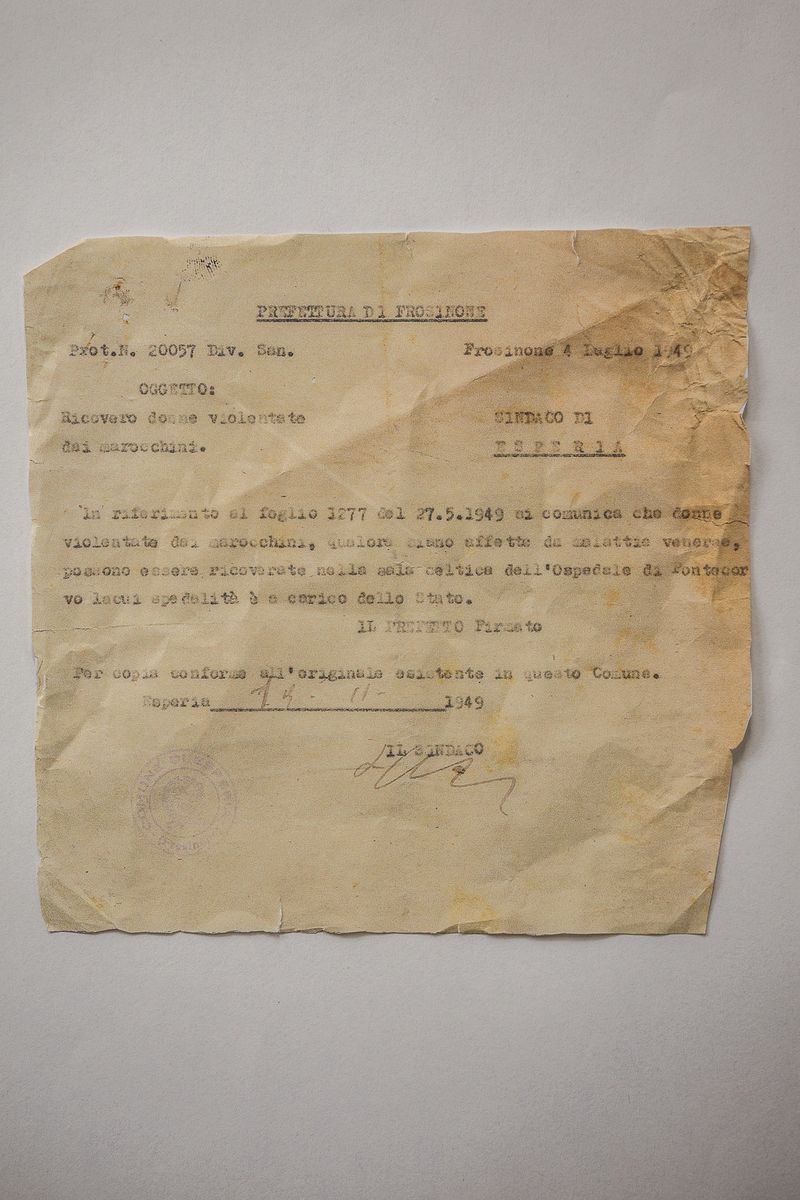 PREFETTURA DI FROSINONE
Prot.N. 20057 Div. San.
Frosinone 4 Luglio 1949
OGGETTO:
Ricovero donne violentate
dai marocchini.
SINDACO DI
E S P E R I A
In riferimento al foglio 1277 del 27.5.1949 si comunica che donne
violentate dai marocchini, qualora siano affette da malattie veneree,
possono essere ricoverate nella sala celtica dell'Ospedale di Pontecor
vo lacui spedalità è a carico dello Stato.
IL PREFETTO Firmato
Per copia conforme all'originale esistente in questo Comune.
Esperia 1949
IL SINDACO
COMUNE DI ESPERIA